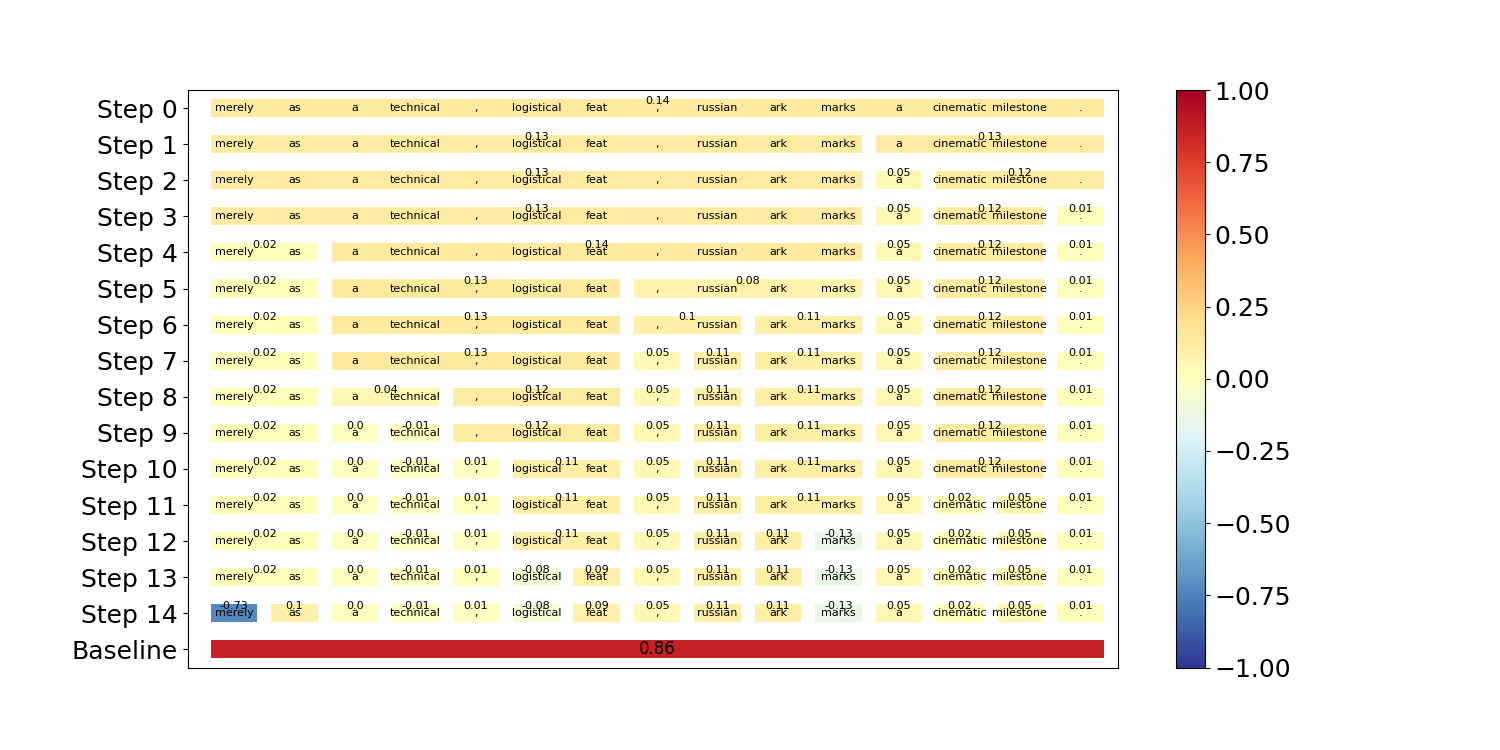 0.14
Step 0 merely as a technical , logistical feat , russian ark marks a cinematic milestone .
0.13 0.13
Step 1 merely as a technical , logistical feat , russian ark marks a cinematic milestone .
0.13 0.05 0.12
Step 2 merely as a technical , logistical feat , russian ark marks a cinematic milestone .
0.13 0.05 0.12 0.01
Step 3 merely as a technical , logistical feat , russian ark marks a cinematic milestone .
0.02 0.14 0.05 0.12 0.01
Step 4 merely as a technical , logistical feat , russian ark marks a cinematic milestone .
0.02 0.13 0.08 0.05 0.12 0.01
Step 5 merely as a technical , logistical feat , russian ark marks a cinematic milestone .
0.02 0.13 0.1 0.11 0.05 0.12 0.01
Step 6 merely as a technical , logistical feat , russian ark marks a cinematic milestone .
0.02 0.13 0.05 0.11 0.11 0.05 0.12 0.01
Step 7 merely as a technical , logistical feat , russian ark marks a cinematic milestone .
0.02 0.04 0.12 0.05 0.11 0.11 0.05 0.12 0.01
Step 8 merely as a technical , logistical feat , russian ark marks a cinematic milestone .
0.02 0.0 -0.01 0.12 0.05 0.11 0.11 0.05 0.12 0.01
Step 9 merely as a technical , logistical feat , russian ark marks a cinematic milestone .
0.02 0.0 -0.01 0.01 0.11 0.05 0.11 0.11 0.05 0.12 0.01
Step 10 merely as a technical , logistical feat , russian ark marks a cinematic milestone .
0.02 0.0 -0.01 0.01 0.11 0.05 0.11 0.11 0.05 0.02 0.05 0.01
Step 11 merely as a technical , logistical feat , russian ark marks a cinematic milestone .
0.02 0.0 -0.01 0.01 0.11 0.05 0.11 0.11 -0.13 0.05 0.02 0.05 0.01
Step 12 merely as a technical , logistical feat , russian ark marks a cinematic milestone .
0.02 0.0 -0.01 0.01 -0.08 0.09 0.05 0.11 0.11 -0.13 0.05 0.02 0.05 0.01
Step 13 merely as a technical , logistical feat , russian ark marks a cinematic milestone .
-0.73 0.1 0.0 -0.01 0.01 -0.08 0.09 0.05 0.11 0.11 -0.13 0.05 0.02 0.05 0.01
Step 14 merely as a technical , logistical feat , russian ark marks a cinematic milestone .
Baseline 0.86
1.00
0.75
0.50
0.25
0.00
−0.25
−0.50
−0.75
−1.00